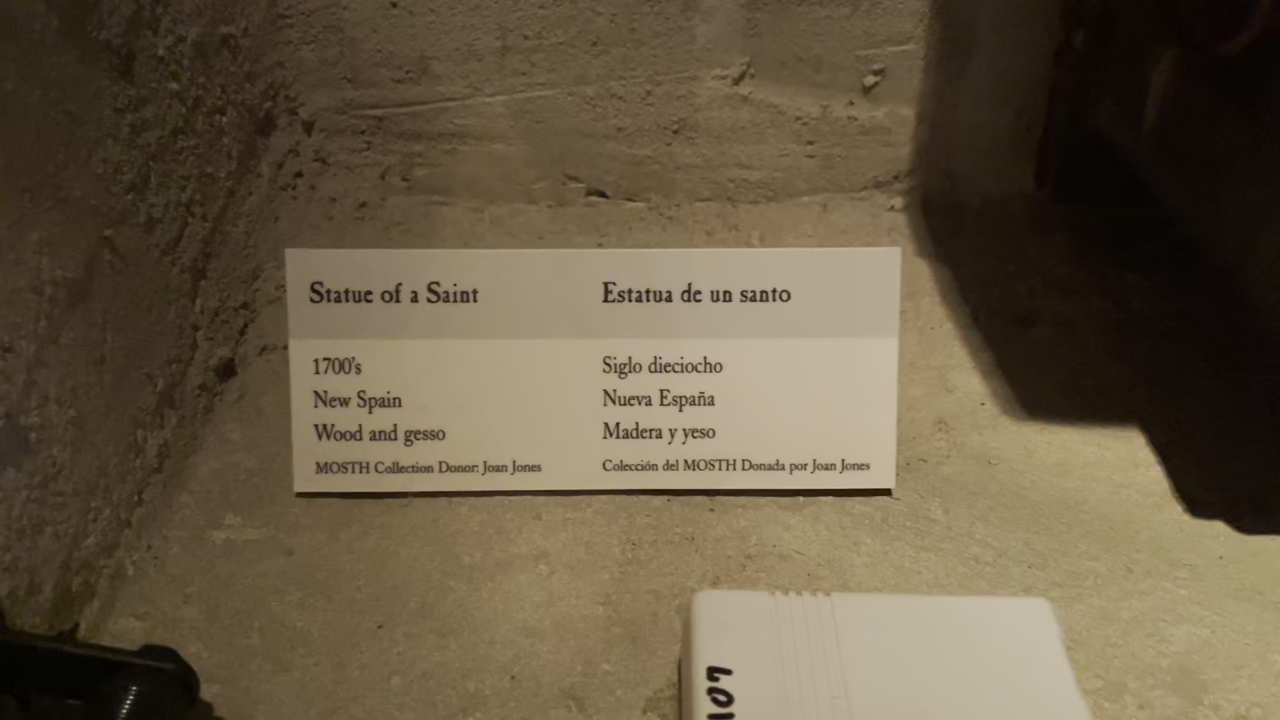 Statue of a Saint
1700's
New Spain
Wood and gesso
MOSTH Collection Donor: Joan Jones
Estatua de un santo
Siglo dieciocho
Nueva España
Madera y yeso
Colección del MOSTH Donada por Joan Jones